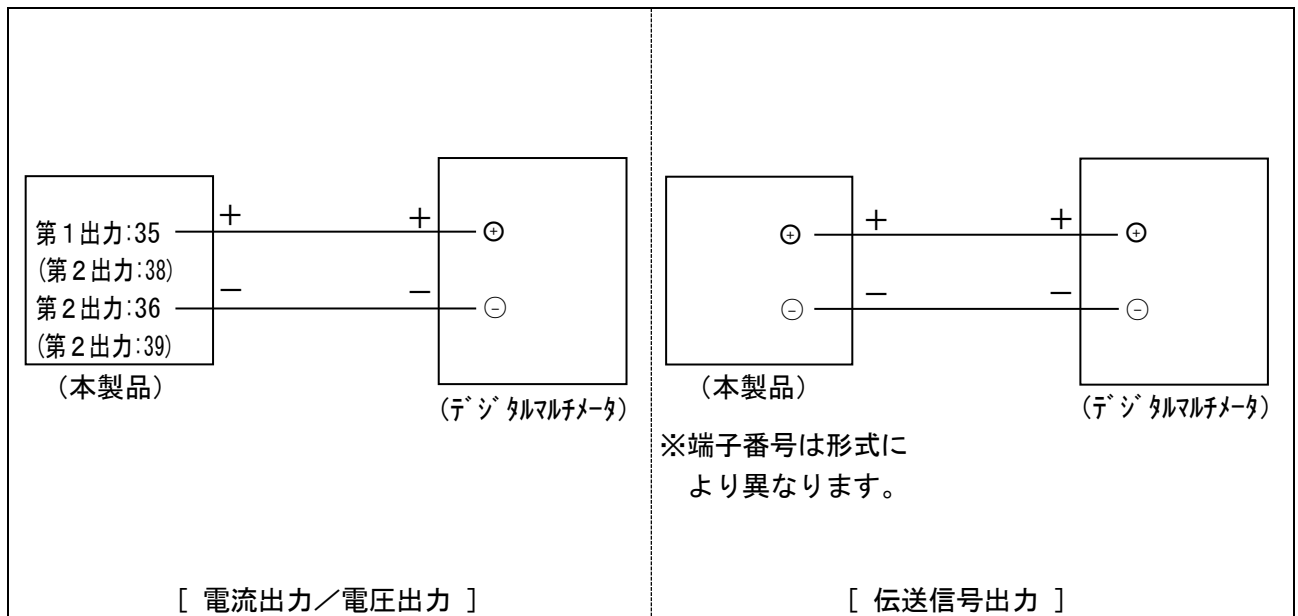 第1出力:35
(第2出力:38)
第2出力:36
(第2出力:39)
＋
－
＋
－
⊕
⊖
(本製品)
(ﾃﾞｼﾞﾀﾙﾏﾙﾁﾒｰﾀ)
[ 電流出力／電圧出力 ]
⊕
⊖
＋
－
＋
－
⊕
⊖
(本製品)
(ﾃﾞｼﾞﾀﾙﾏﾙﾁﾒｰﾀ)
※端子番号は形式に
より異なります。
[ 伝送信号出力 ]